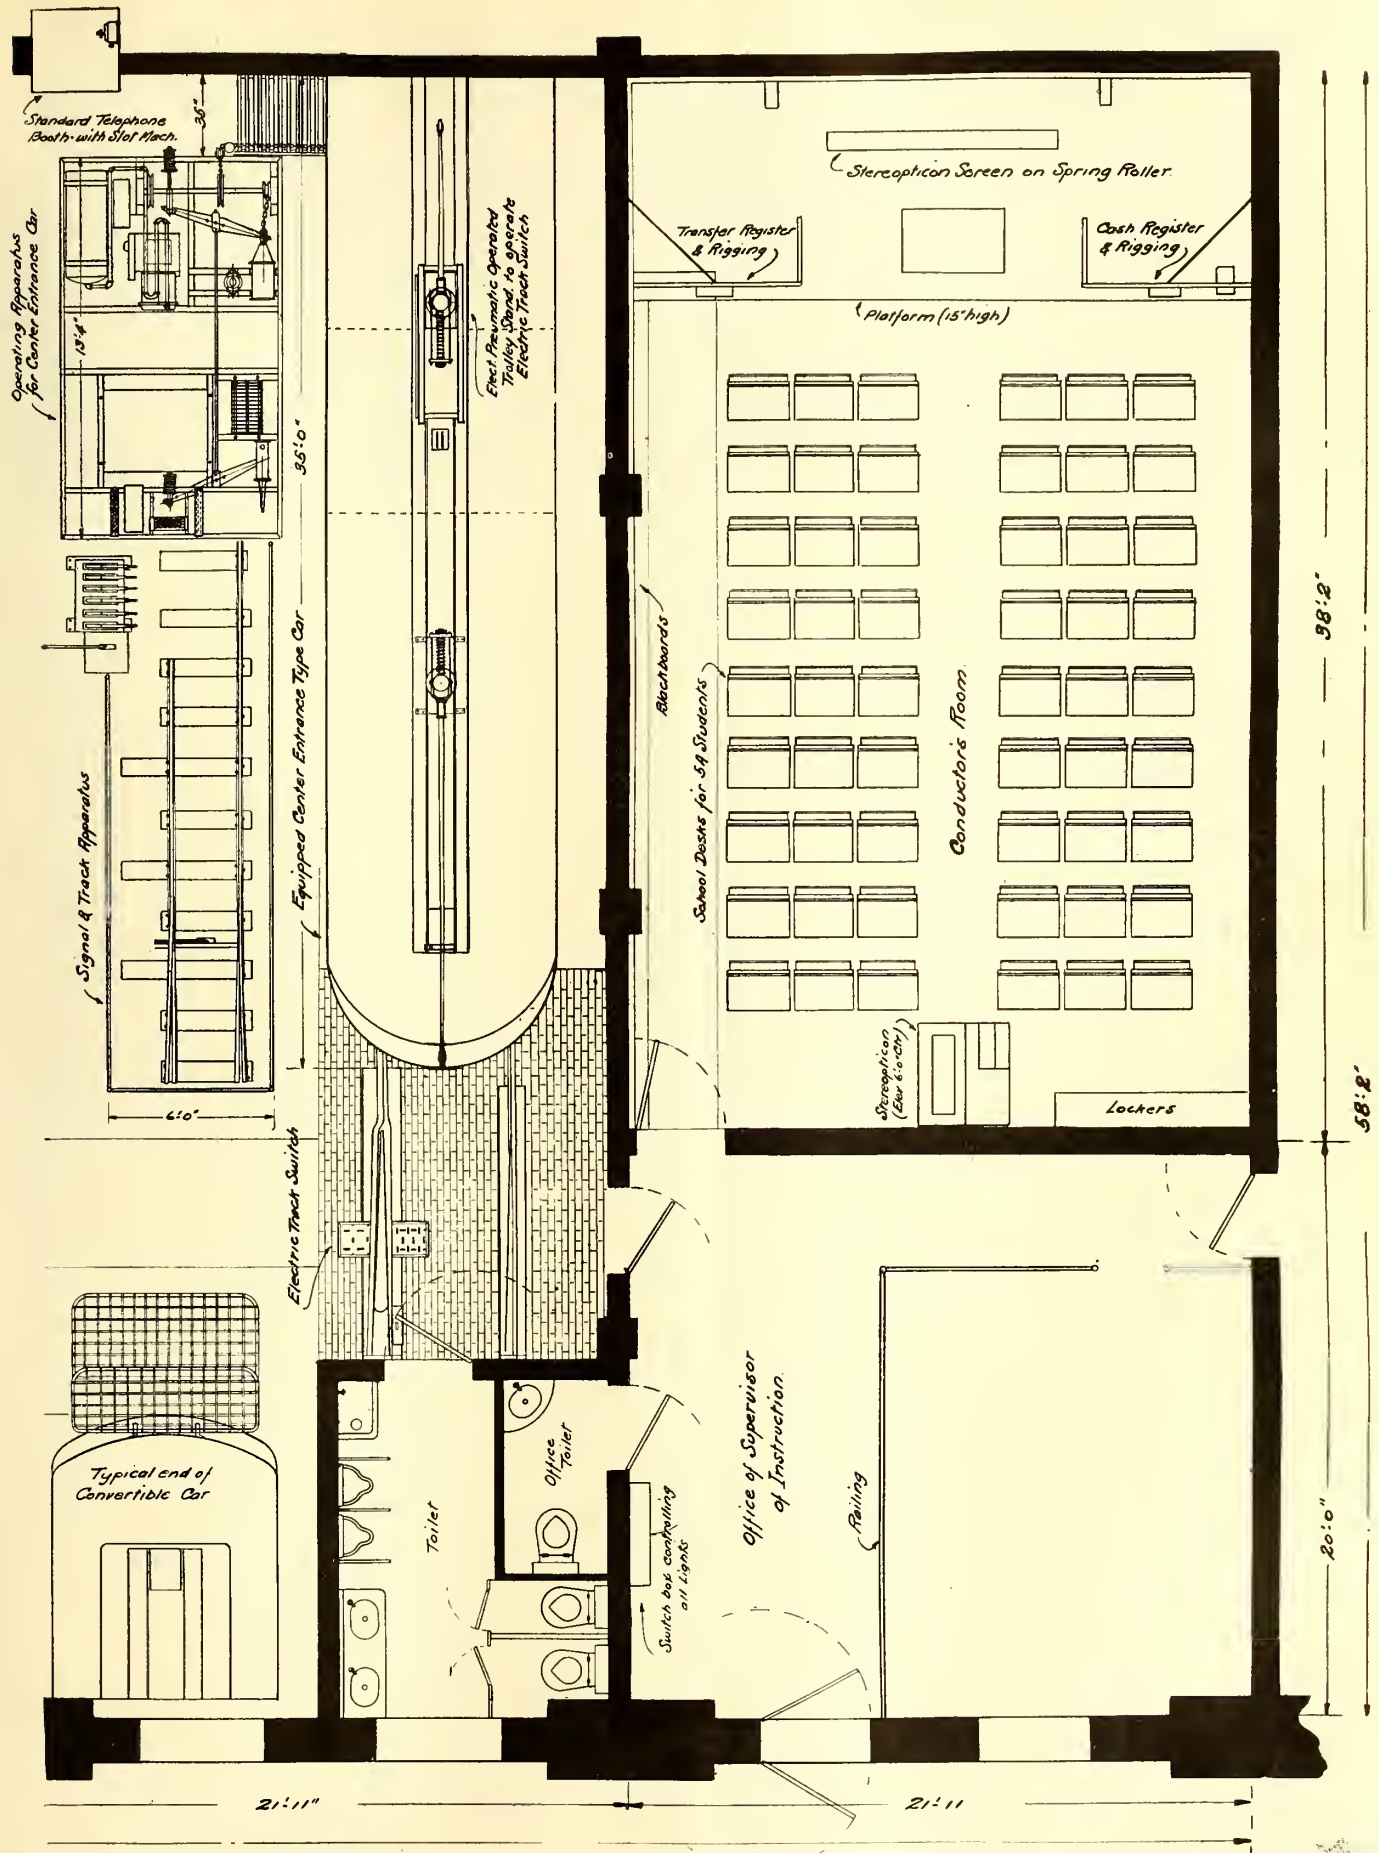 Standard Telephone
Booth-with Slot Mach.
36"
Operating Apparatus
for Center Entrance Car
13'-4"
Elect. Pneumatic Operated
Trolley Stand, to operate
Electric Track Switch
Stereopticon Screen on Spring Roller.
Transfer Register
& Rigging
Cash Register
& Rigging
Platform (15" high)
Equipped Center Entrance Type Car
35'-0"
Signal & Track Apparatus
6'-0"
Blackboards
School Desks for 54 Students
Conductor's Room
38'-2"
58'-2"
Stereopticon
(Elev 6'-0" Ctr)
Lockers
Electric Track Switch
Typical end of
Convertible Car
Toilet
Office
Toilet
Switch box controlling
all Lights
Office of Supervisor
of Instruction.
Railing
20'-0"
21'-11"
21'-11